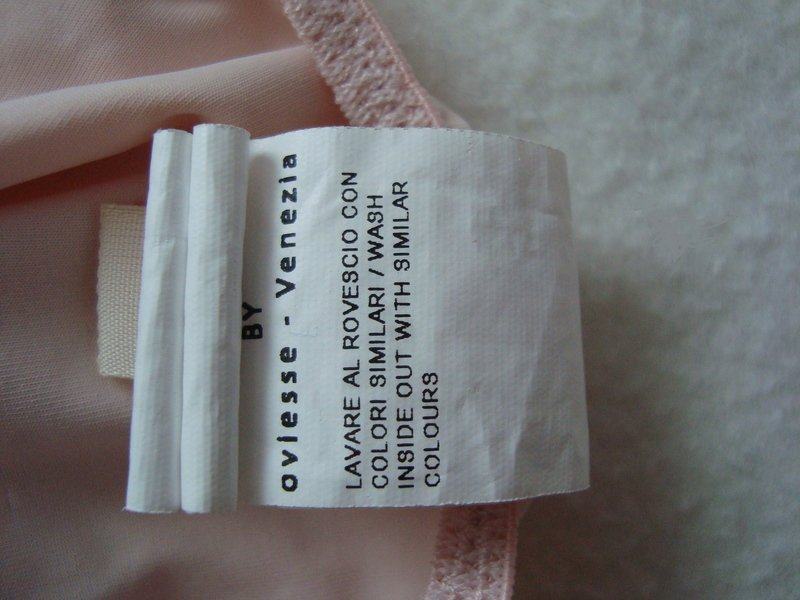 BY
oviesse - Venezia
LAVARE AL ROVESCIO CON
COLORI SIMILARI / WASH
INSIDE OUT WITH SIMILAR
COLOURS